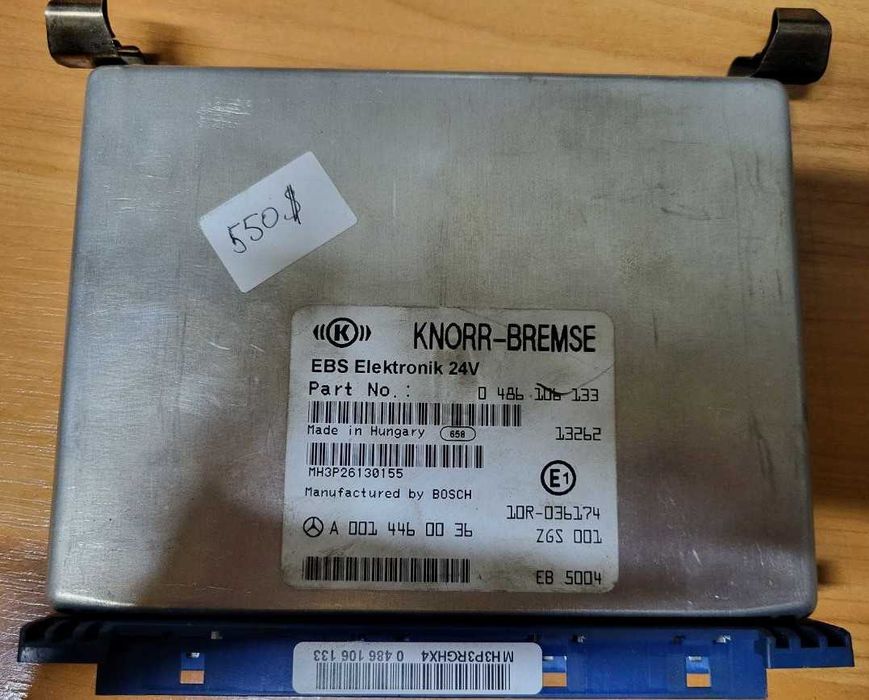 550$
K KNORR-BREMSE
EBS Elektronik 24V
Part No.: 0 486 106 133
Made in Hungary 658 13262
MH3P26130155
E1
Manufactured by BOSCH
10R-036174
A 001 446 00 36 ZGS 001
EB 5004
MH3P3RGHX4 0 486 106 133